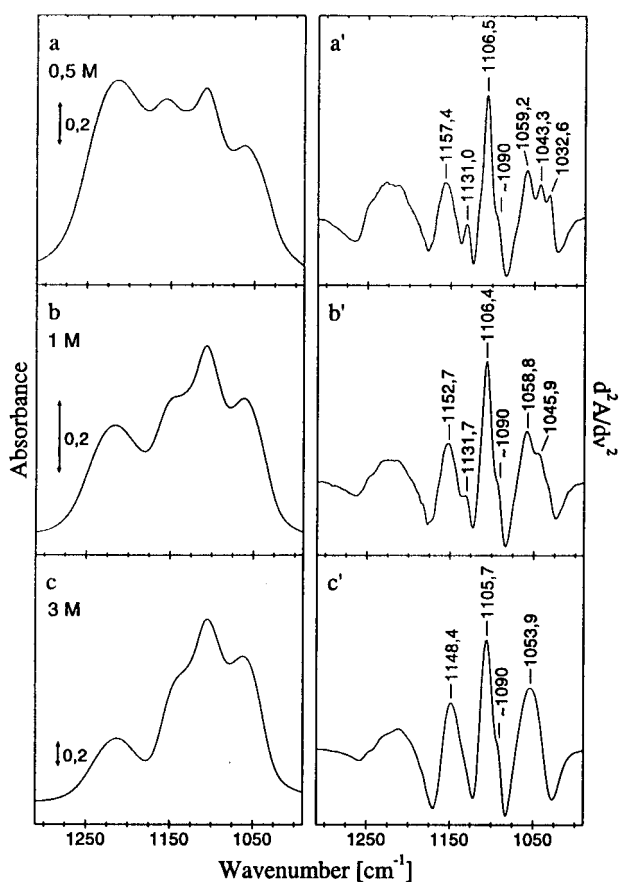 a
0,5 M
0,2
a'
1157,4
1131,0
1106,5
~1090
1059,2
1043,3
1032,6
b
1 M
0,2
b'
1152,7
1131,7
1106,4
~1090
1058,8
1045,9
c
3 M
0,2
c'
1148,4
1105,7
~1090
1053,9
Absorbance
d²A/dν²
1250 1150 1050
1250 1150 1050
Wavenumber [cm⁻¹]